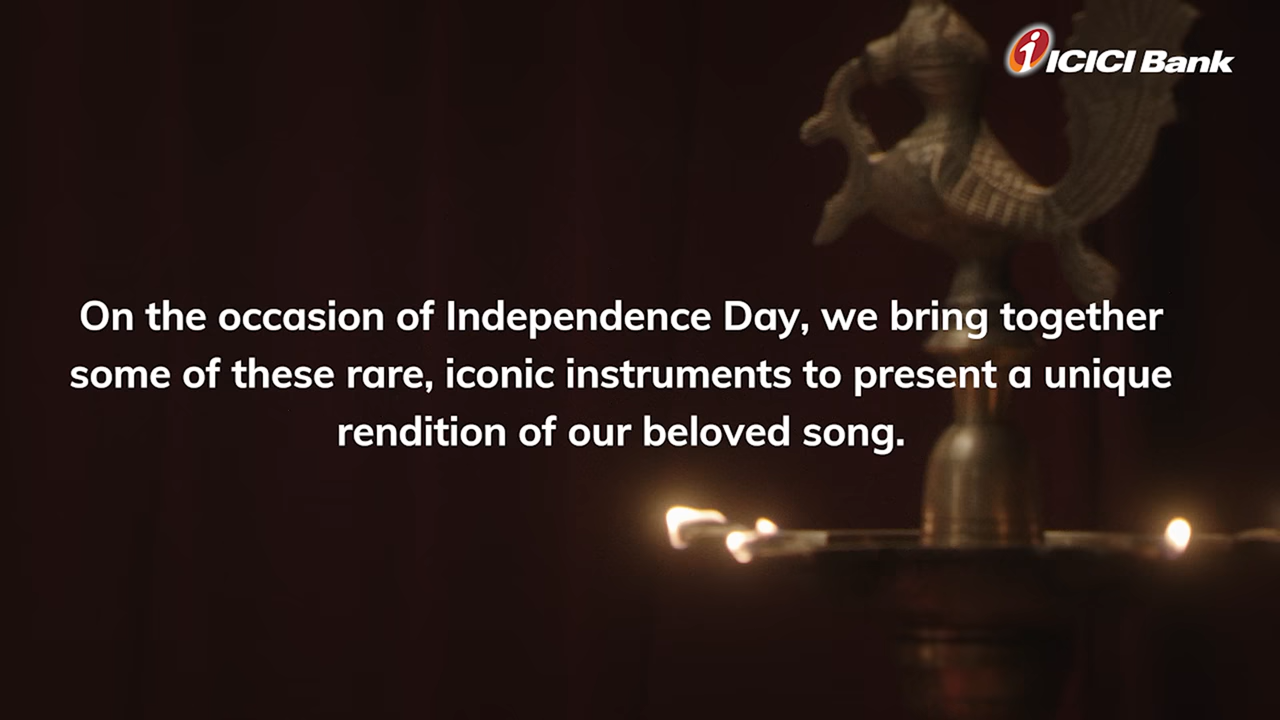 i ICICI Bank
On the occasion of Independence Day, we bring together
some of these rare, iconic instruments to present a unique
rendition of our beloved song.